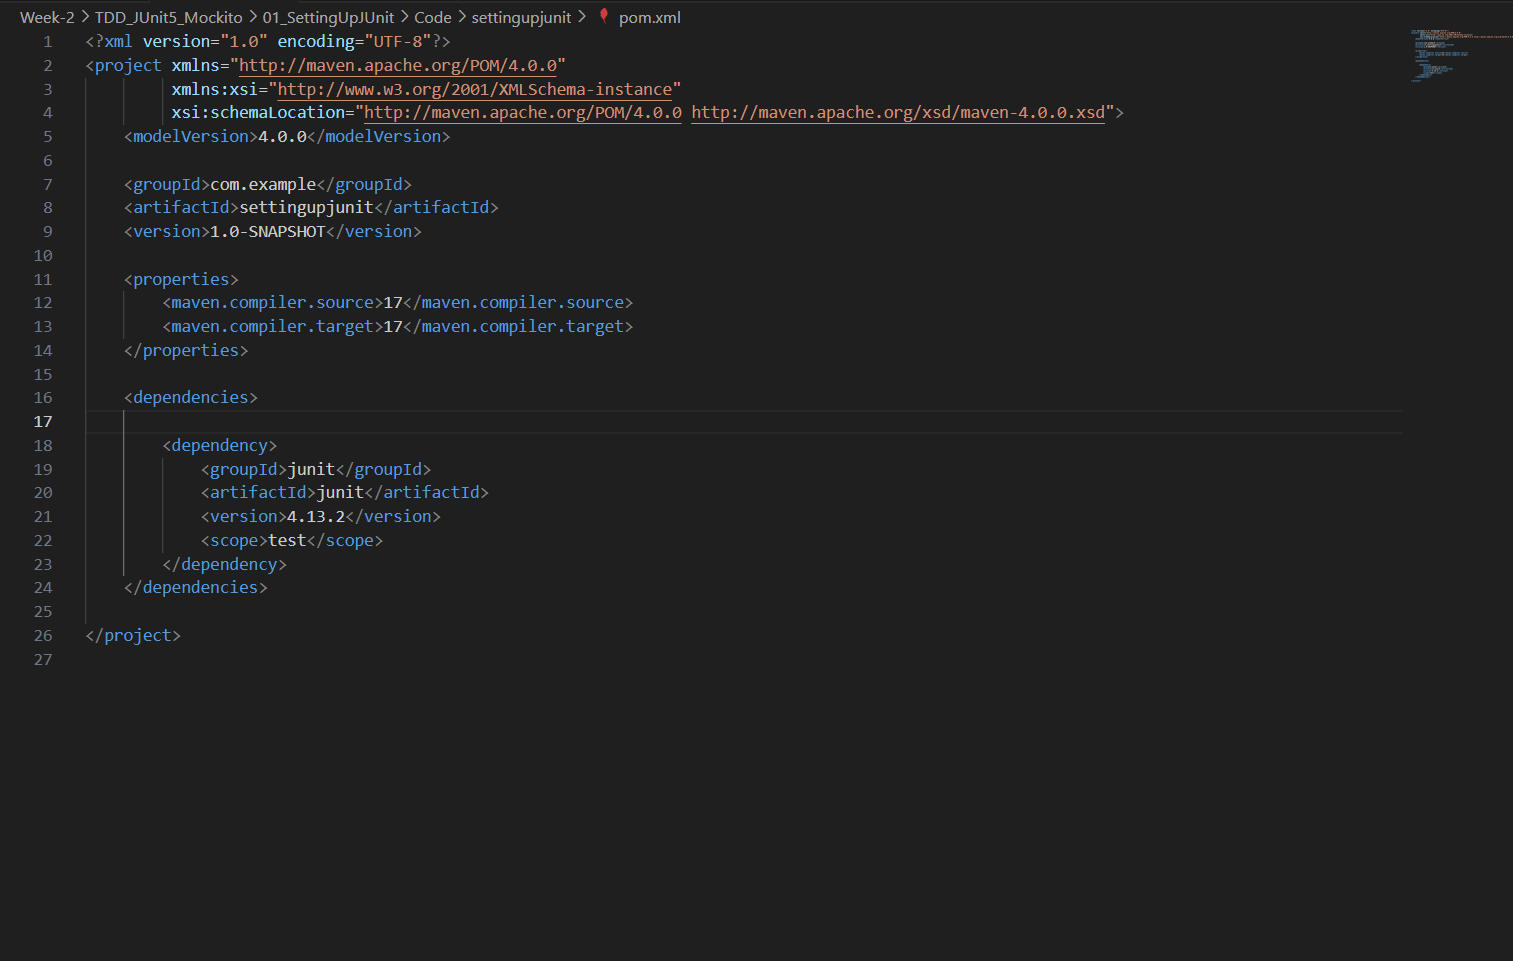 Week-2 > TDD_JUnit5_Mockito > 01_SettingUpJUnit > Code > settingupjunit > pom.xml
1 <?xml version="1.0" encoding="UTF-8"?>
2 <project xmlns="http://maven.apache.org/POM/4.0.0"
3 xmlns:xsi="http://www.w3.org/2001/XMLSchema-instance"
4 xsi:schemaLocation="http://maven.apache.org/POM/4.0.0 http://maven.apache.org/xsd/maven-4.0.0.xsd">
5 <modelVersion>4.0.0</modelVersion>
6
7 <groupId>com.example</groupId>
8 <artifactId>settingupjunit</artifactId>
9 <version>1.0-SNAPSHOT</version>
10
11 <properties>
12 <maven.compiler.source>17</maven.compiler.source>
13 <maven.compiler.target>17</maven.compiler.target>
14 </properties>
15
16 <dependencies>
17
18 <dependency>
19 <groupId>junit</groupId>
20 <artifactId>junit</artifactId>
21 <version>4.13.2</version>
22 <scope>test</scope>
23 </dependency>
24 </dependencies>
25
26 </project>
27